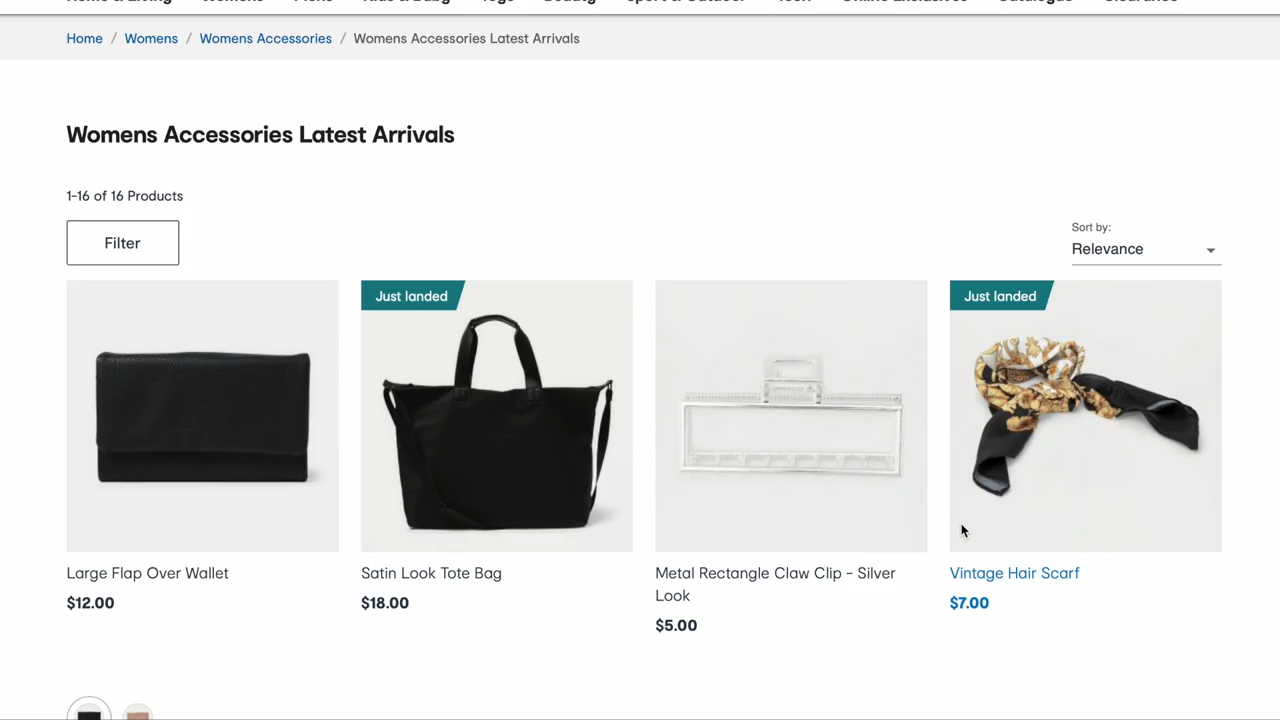 Home / Womens / Womens Accessories / Womens Accessories Latest Arrivals
Womens Accessories Latest Arrivals
1-16 of 16 Products
Filter
Sort by:
Relevance
Just landed
Just landed
Large Flap Over Wallet
$12.00
Satin Look Tote Bag
$18.00
Metal Rectangle Claw Clip - Silver
Look
$5.00
Vintage Hair Scarf
$7.00